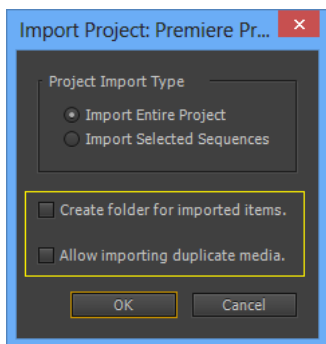 Import Project: Premiere Pr...
Project Import Type
Import Entire Project
Import Selected Sequences
Create folder for imported items.
Allow importing duplicate media.
OK
Cancel